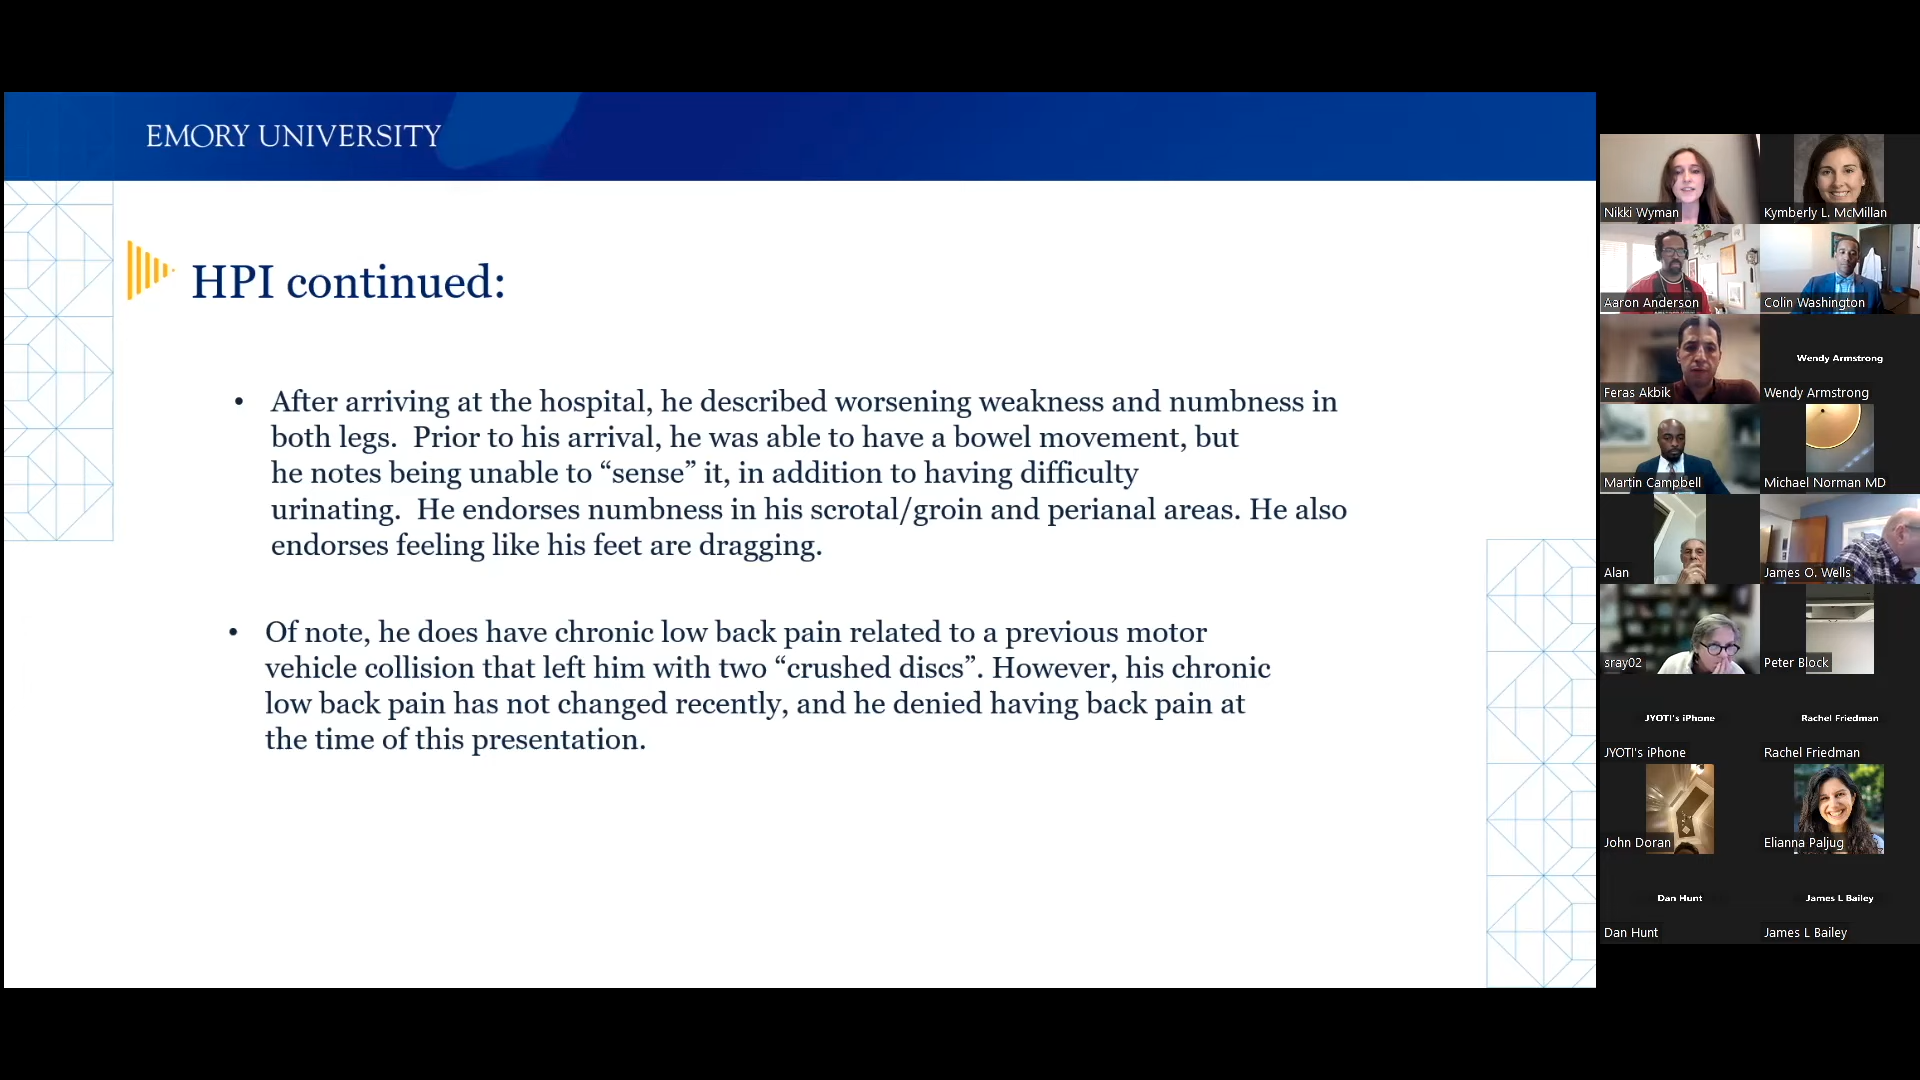 EMORY UNIVERSITY
HPI continued:
• After arriving at the hospital, he described worsening weakness and numbness in
both legs.  Prior to his arrival, he was able to have a bowel movement, but
he notes being unable to “sense” it, in addition to having difficulty
urinating.  He endorses numbness in his scrotal/groin and perianal areas. He also
endorses feeling like his feet are dragging.
• Of note, he does have chronic low back pain related to a previous motor
vehicle collision that left him with two “crushed discs”. However, his chronic
low back pain has not changed recently, and he denied having back pain at
the time of this presentation.
Nikki Wyman
Kymberly L. McMillan
Aaron Anderson
Colin Washington
Feras Akbik
Wendy Armstrong
Wendy Armstrong
Martin Campbell
Michael Norman MD
Alan
James O. Wells
sray02
Peter Block
JYOTI's iPhone
Rachel Friedman
JYOTI's iPhone
Rachel Friedman
John Doran
Elianna Paljug
Dan Hunt
James L Bailey
Dan Hunt
James L Bailey